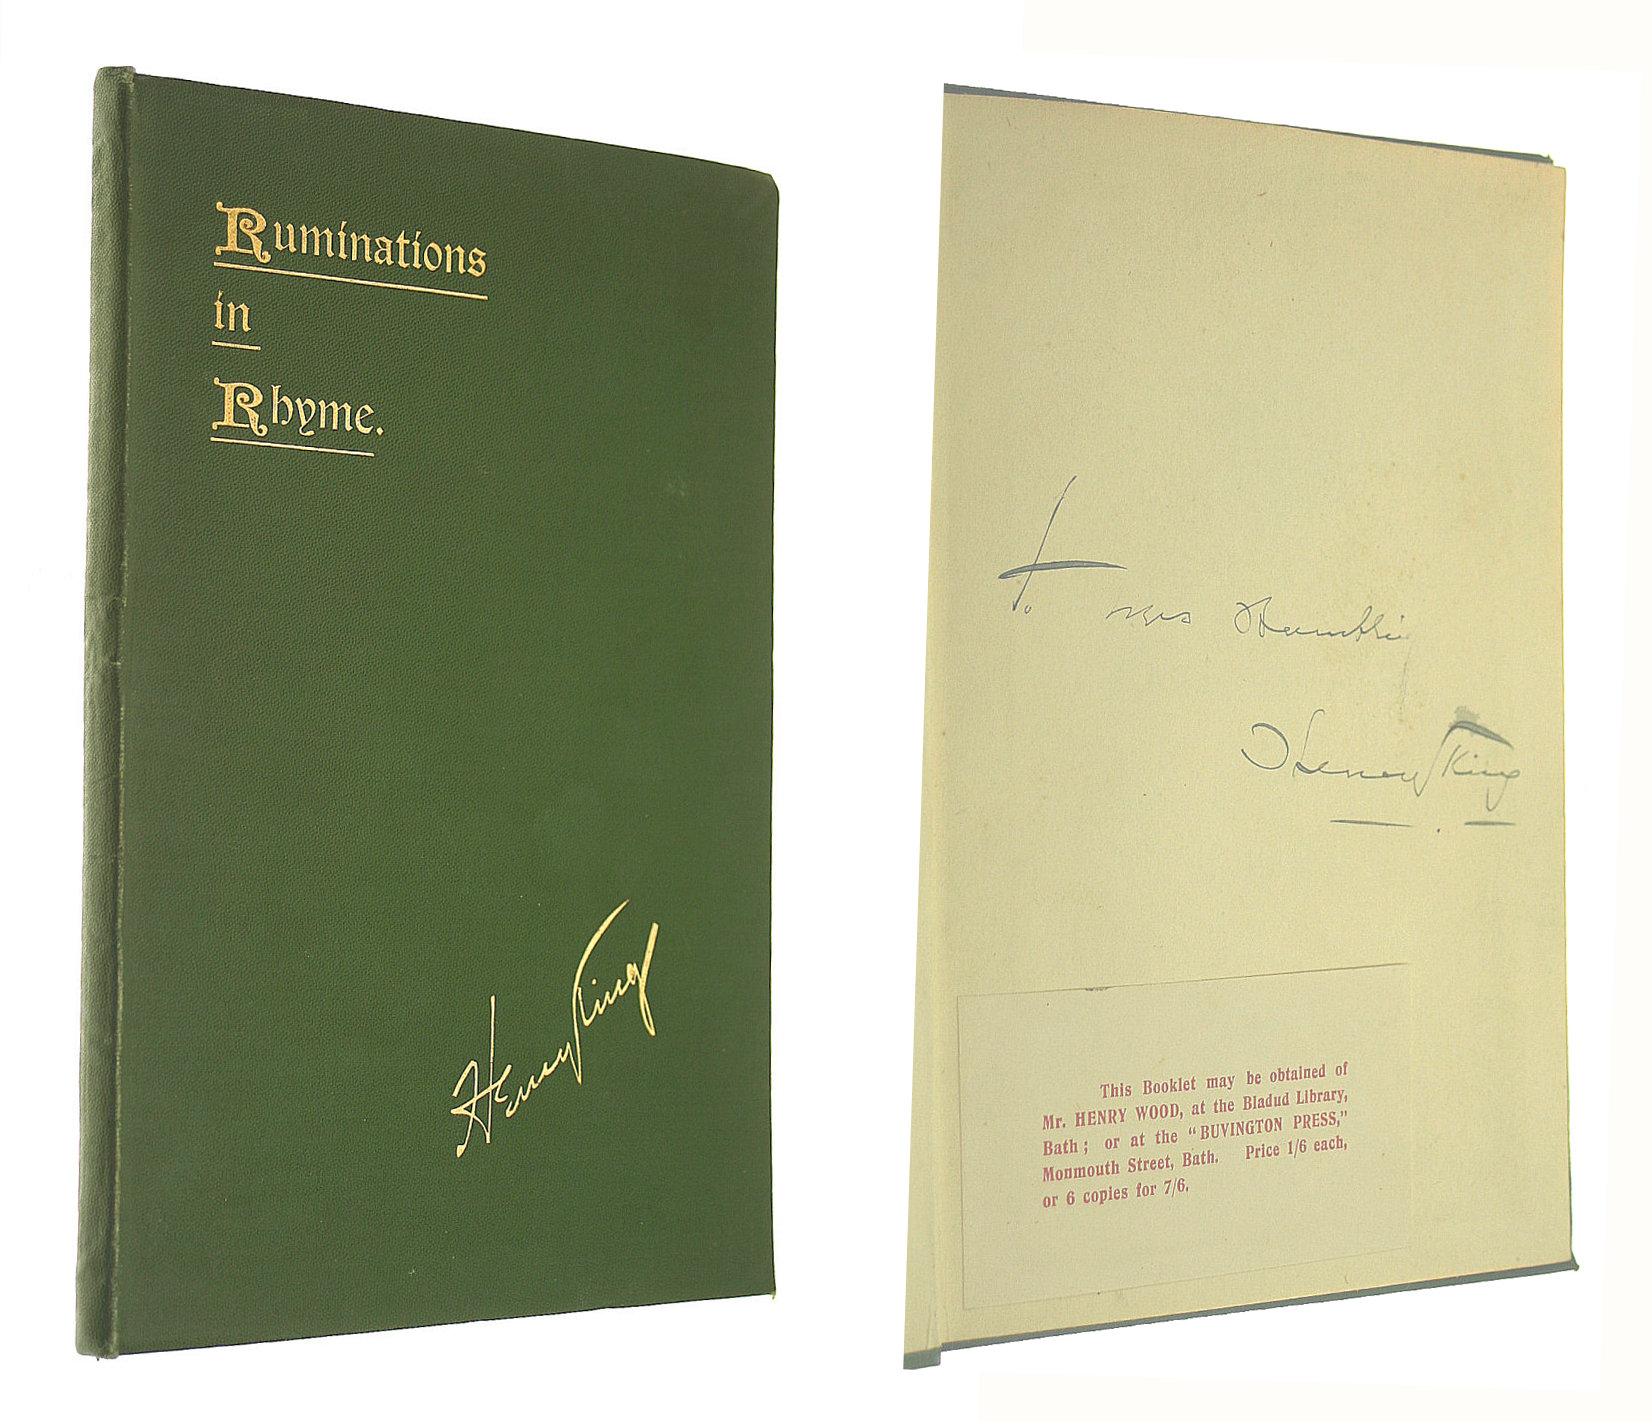 Ruminations
in
Rhyme.
Henry King
To Mrs
Henry King
This Booklet may be obtained of
Mr. HENRY WOOD, at the Bladud Library,
Bath; or at the "BUVINGTON PRESS,"
Monmouth Street, Bath. Price 1/6 each,
or 6 copies for 7/6.